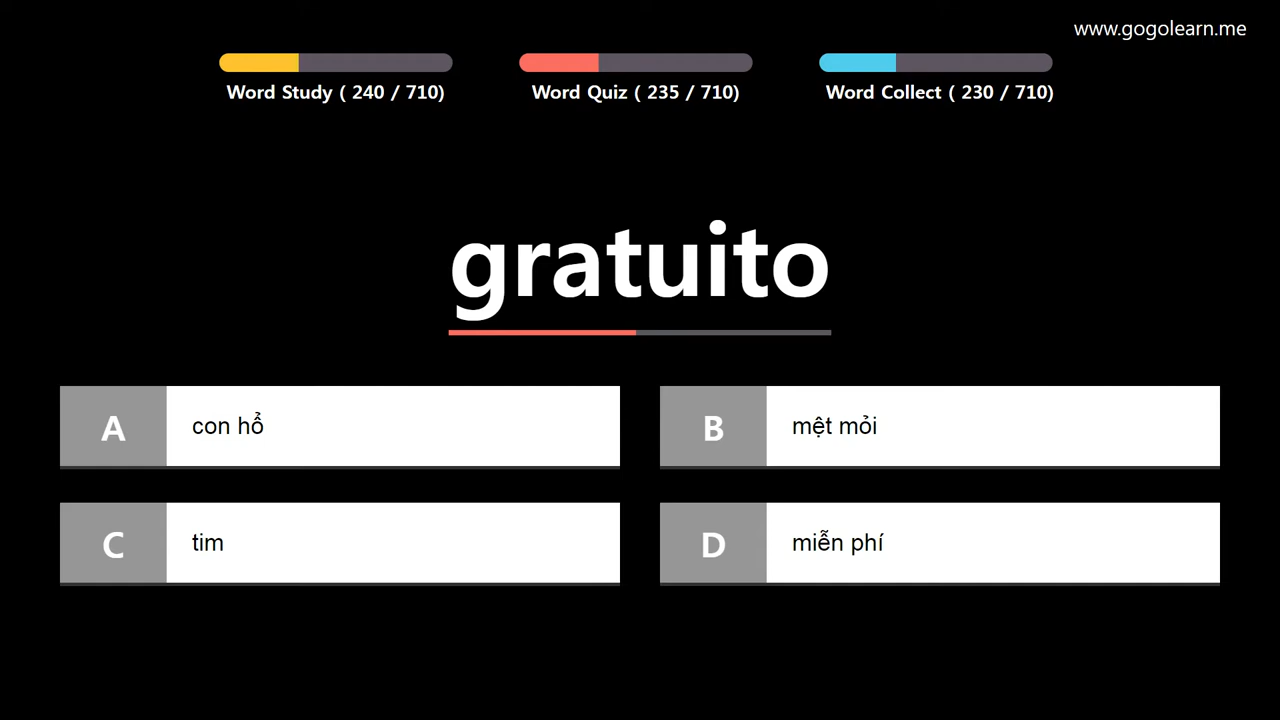 www.gogolearn.me
Word Study ( 240 / 710)
Word Quiz ( 235 / 710)
Word Collect ( 230 / 710)
gratuito
A
con hổ
B
mệt mỏi
C
tim
D
miễn phí